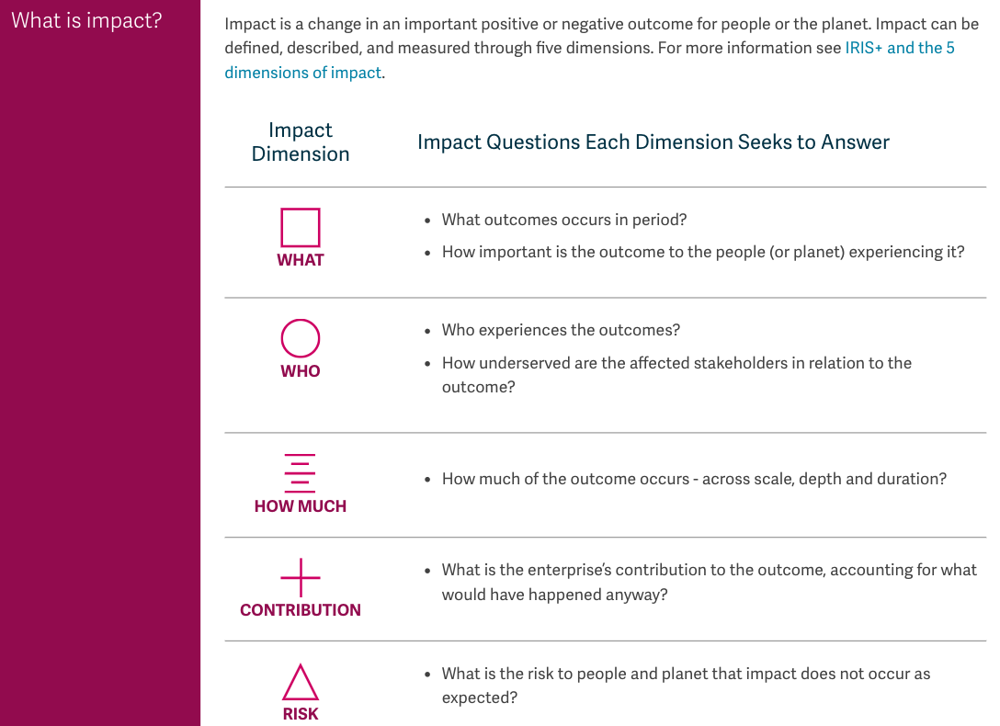 What is impact?
Impact is a change in an important positive or negative outcome for people or the planet. Impact can be
defined, described, and measured through five dimensions. For more information see IRIS+ and the 5
dimensions of impact.
Impact
Dimension
Impact Questions Each Dimension Seeks to Answer
WHAT
• What outcomes occurs in period?
• How important is the outcome to the people (or planet) experiencing it?
WHO
• Who experiences the outcomes?
• How underserved are the affected stakeholders in relation to the
outcome?
HOW MUCH
• How much of the outcome occurs - across scale, depth and duration?
CONTRIBUTION
• What is the enterprise's contribution to the outcome, accounting for what
would have happened anyway?
RISK
• What is the risk to people and planet that impact does not occur as
expected?